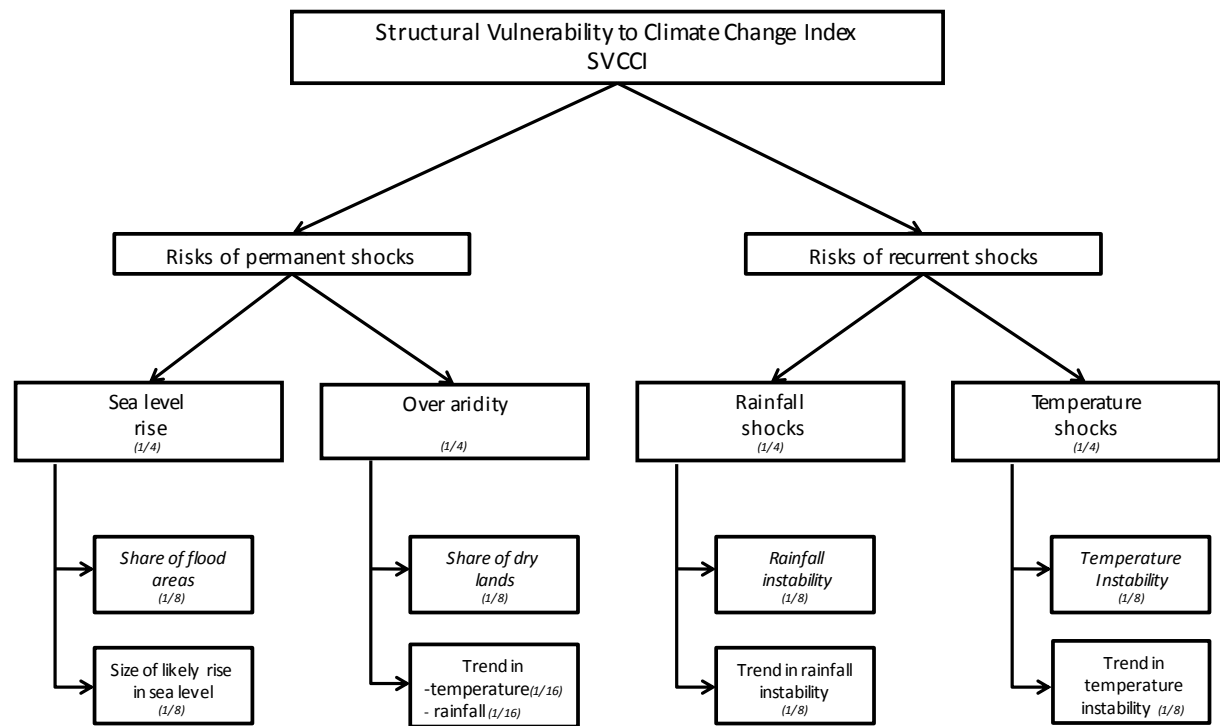 Structural Vulnerability to Climate Change Index
SVCCI
Risks of permanent shocks
Risks of recurrent shocks
Sea level
rise
(1/4)
Over aridity
(1/4)
Rainfall
shocks
(1/4)
Temperature
shocks
(1/4)
Share of flood
areas
(1/8)
Share of dry
lands
(1/8)
Rainfall
instability
(1/8)
Temperature
Instability
(1/8)
Size of likely rise
in sea level
(1/8)
Trend in
-temperature(1/16)
- rainfall(1/16)
Trend in rainfall
instability
(1/8)
Trend in
temperature
instability (1/8)